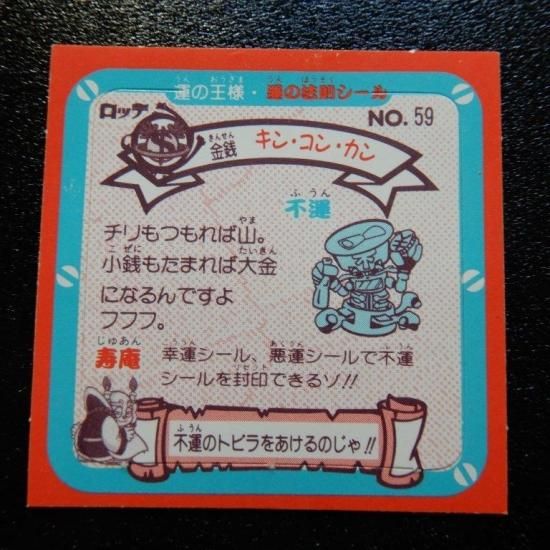 運の王様・運の法則シール
ロッテ
NO. 59
金銭 キン・コン・カン
不運
チリもつもれば山。
小銭もたまれば大金
になるんですよ
フフフ。
寿庵
幸運シール、悪運シールで不運
シールを封印できるゾ!!
不運のトビラをあけるのじゃ!!